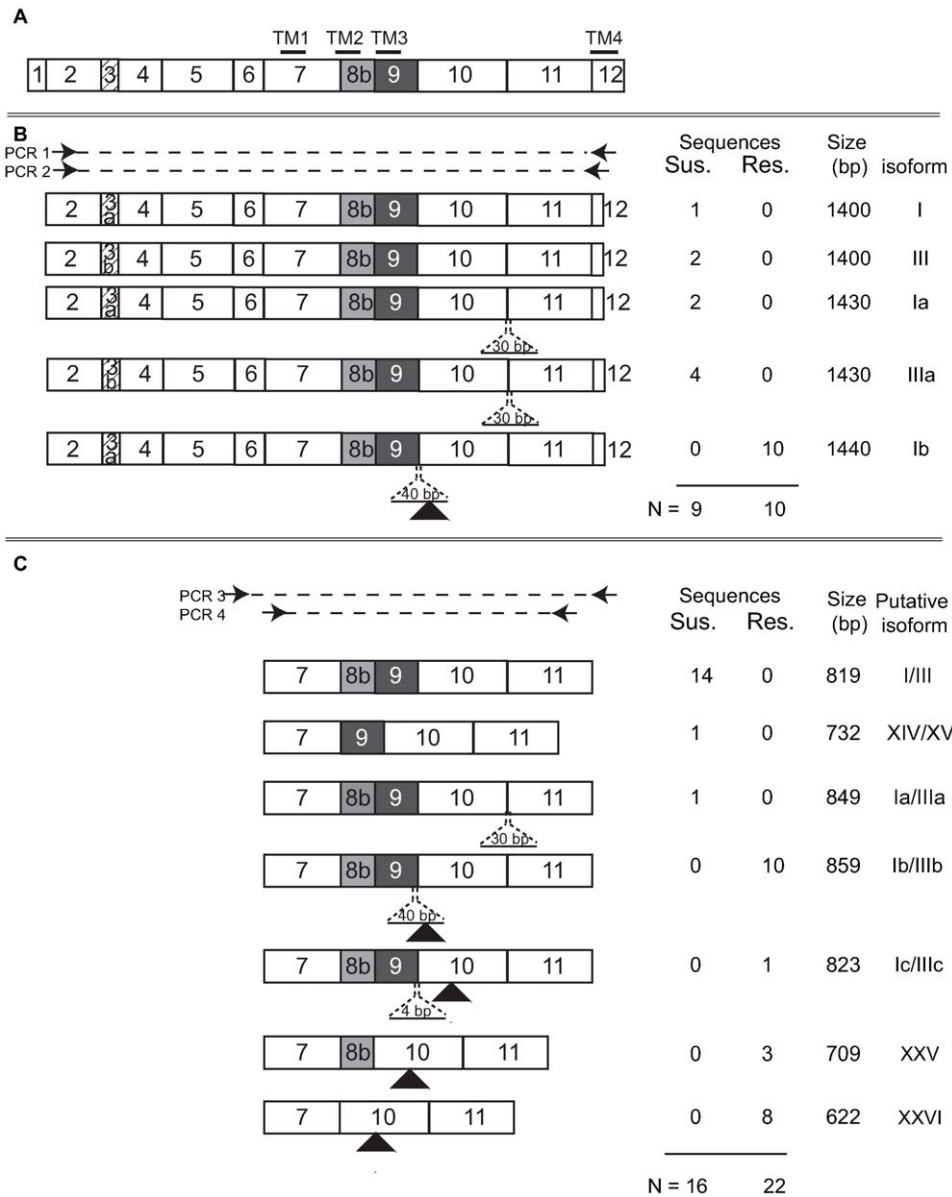 A
TM1 TM2 TM3 TM4
1 2 3 4 5 6 7 8b 9 10 11 12
B
PCR 1
PCR 2
Sequences Size
Sus. Res. (bp) isoform
2 3a 4 5 6 7 8b 9 10 11 12 1 0 1400 I
2 3b 4 5 6 7 8b 9 10 11 12 2 0 1400 III
2 3a 4 5 6 7 8b 9 10 11 12 2 0 1430 Ia
30 bp
2 3b 4 5 6 7 8b 9 10 11 12 4 0 1430 IIIa
30 bp
2 3a 4 5 6 7 8b 9 10 11 12 0 10 1440 Ib
40 bp
N = 9 10
C
PCR 3
PCR 4
Sequences Size Putative
Sus. Res. (bp) isoform
7 8b 9 10 11 14 0 819 I/III
7 9 10 11 1 0 732 XIV/XV
7 8b 9 10 11 1 0 849 Ia/IIIa
30 bp
7 8b 9 10 11 0 10 859 Ib/IIIb
40 bp
7 8b 9 10 11 0 1 823 Ic/IIIc
4 bp
7 8b 10 11 0 3 709 XXV
7 10 11 0 8 622 XXVI
N = 16 22